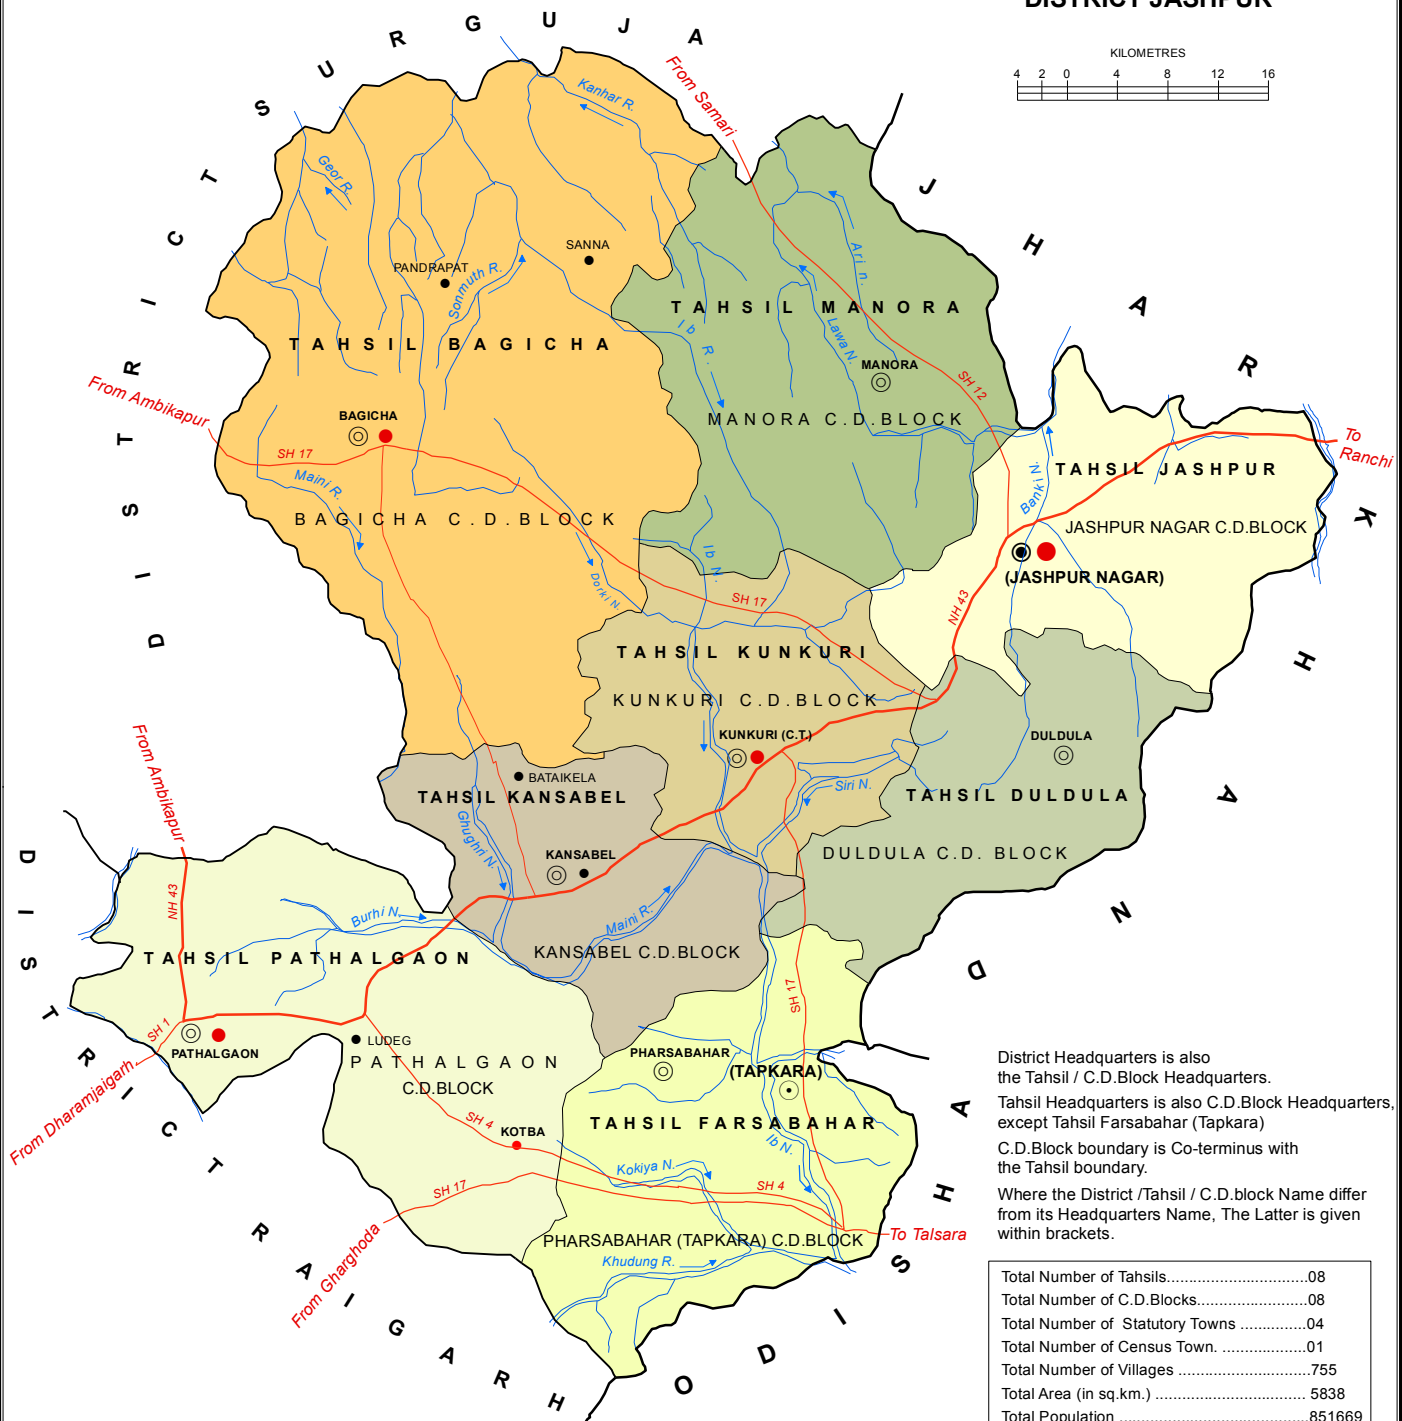 DISTRICT JASHPUR
KILOMETRES
4 2 0 4 8 12 16
DISTRICT SURGUJA
JHARKHAND
DISTRICT RAIGARH
ODISHA
From Samari
Kanhar R.
Geor R.
SANNA
PANDRAPAT
Sonmuth R.
Ari n.
TAHSIL MANORA
Ib R.
Lawa N.
TAHSIL BAGICHA
MANORA
SH 12
From Ambikapur
BAGICHA
MANORA C.D.BLOCK
To
Ranchi
SH 17
TAHSIL JASHPUR
Maini R.
Banki N.
BAGICHA C.D.BLOCK
JASHPUR NAGAR C.D.BLOCK
Ib N.
(JASHPUR NAGAR)
Dorki N.
SH 17
NH 43
TAHSIL KUNKURI
KUNKURI C.D.BLOCK
From Ambikapur
KUNKURI (C.T.)
DULDULA
BATAIKELA
Siri N.
TAHSIL KANSABEL
TAHSIL DULDULA
Ghughri N.
DULDULA C.D. BLOCK
KANSABEL
NH 43
Burhi N.
Maini R.
TAHSIL PATHALGAON
KANSABEL C.D.BLOCK
SH 17
SH 1
PATHALGAON
LUDEG
PHARSABAHAR
PATHALGAON
C.D.BLOCK
(TAPKARA)
From Dharamjaigarh
SH 4
KOTBA
TAHSIL FARSABAHAR
Ib N.
Kokiya N.
SH 17
SH 4
From Gharghoda
PHARSABAHAR (TAPKARA) C.D.BLOCK
To Talsara
Khudung R.
District Headquarters is also
the Tahsil / C.D.Block Headquarters.
Tahsil Headquarters is also C.D.Block Headquarters,
except Tahsil Farsabahar (Tapkara)
C.D.Block boundary is Co-terminus with
the Tahsil boundary.
Where the District /Tahsil / C.D.block Name differ
from its Headquarters Name, The Latter is given
within brackets.
Total Number of Tahsils................................08
Total Number of C.D.Blocks.........................08
Total Number of Statutory Towns ...............04
Total Number of Census Town. ...................01
Total Number of Villages ..............................755
Total Area (in sq.km.) .................................. 5838
Total Population ...........................................851669